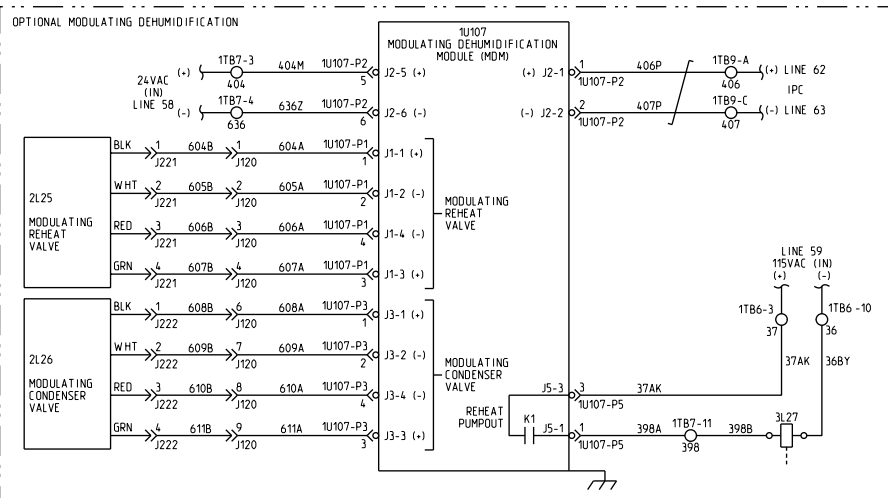 OPTIONAL MODULATING DEHUMIDIFICATION
1U107
MODULATING DEHUMIDIFICATION
MODULE (MDM)
24VAC
(IN)
LINE 58
(+) 1TB7-3 404 404M 1U107-P2 5 J2-5 (+)
(-) 1TB7-4 636 636Z 1U107-P2 6 J2-6 (-)
(+) J2-1 1 1U107-P2 406P 1TB9-A 406 (+) LINE 62
IPC
(-) J2-2 2 1U107-P2 407P 1TB9-C 407 (-) LINE 63
2L25
MODULATING
REHEAT
VALVE
BLK 1 J221 604B 1 J120 604A 1U107-P1 1 J1-1 (+)
WHT 2 J221 605B 2 J120 605A 1U107-P1 2 J1-2 (-)
RED 3 J221 606B 3 J120 606A 1U107-P1 4 J1-4 (-)
GRN 4 J221 607B 4 J120 607A 1U107-P1 3 J1-3 (+)
MODULATING
REHEAT
VALVE
2L26
MODULATING
CONDENSER
VALVE
BLK 1 J222 608B 6 J120 608A 1U107-P3 1 J3-1 (+)
WHT 2 J222 609B 7 J120 609A 1U107-P3 2 J3-2 (-)
RED 3 J222 610B 8 J120 610A 1U107-P3 4 J3-4 (-)
GRN 4 J222 611B 9 J120 611A 1U107-P3 3 J3-3 (+)
MODULATING
CONDENSER
VALVE
LINE 59
115VAC (IN)
(+) (-)
1TB6-3 37 1TB6-10 36
37AK 36BY
REHEAT
PUMPOUT
K1
J5-3 3 1U107-P5 37AK
J5-1 1 1U107-P5 398A 1TB7-11 398 398B 3L27